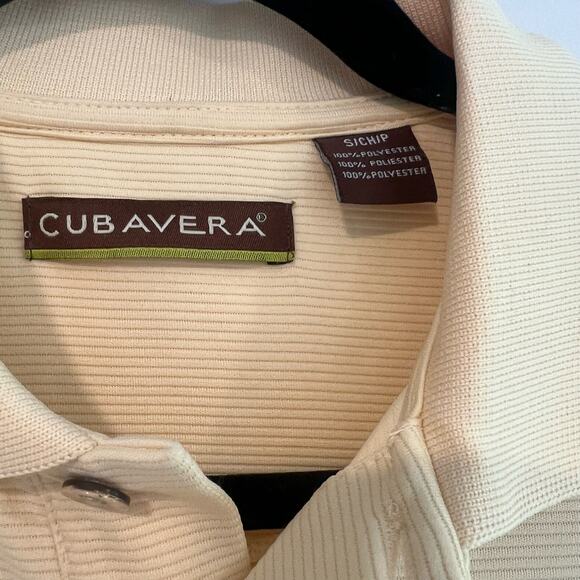 CUBAVERA®
S/CH/P
100% POLYESTER
100% POLIESTER
100% POLYESTER